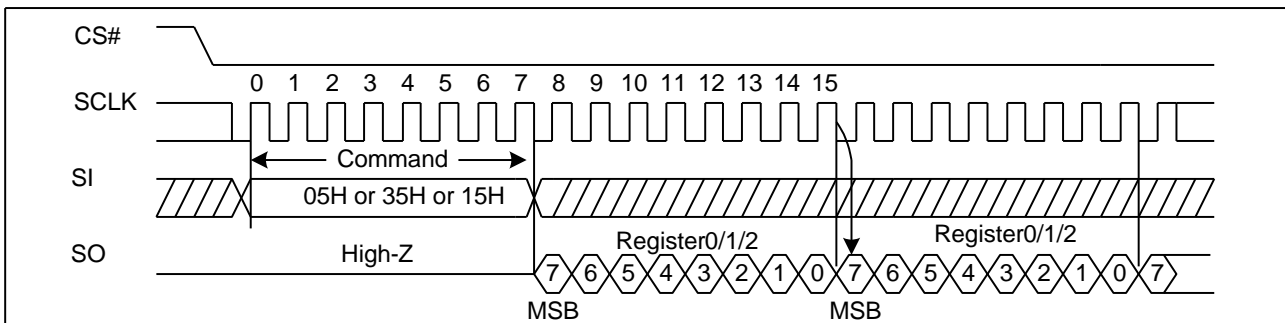 CS#
0 1 2 3 4 5 6 7 8 9 10 11 12 13 14 15
SCLK
Command
SI
05H or 35H or 15H
Register0/1/2 Register0/1/2
SO High-Z
7 6 5 4 3 2 1 0 7 6 5 4 3 2 1 0 7
MSB MSB